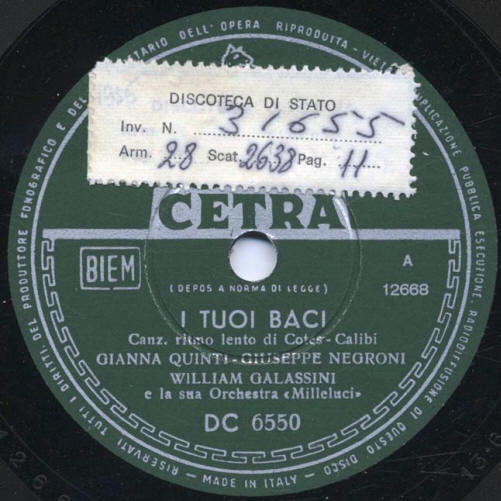 TARIO DELL'OPERA RIPRODUTTA - VIET
PLICAZIONE PUBBLICA ESECUZIONE, RADIODIFFUSIONE DI QUESTO DISCO
RISERVATI TUTTI I DIRITTI, DEL PRODUTTORE FONOGRAFICO E DEL
DISCOTECA DI STATO
Inv. N. 31655
Arm. 28 Scat. 2638 Pag. 11
CETRA
BIEM
(DEPOS A NORMA DI LEGGE)
A
12668
I TUOI BACI
Canz. ritmo lento di Cotes-Calibi
GIANNA QUINTI-GIUSEPPE NEGRONI
WILLIAM GALASSINI
e la sua Orchestra «Milleluci»
DC 6550
- MADE IN ITALY -